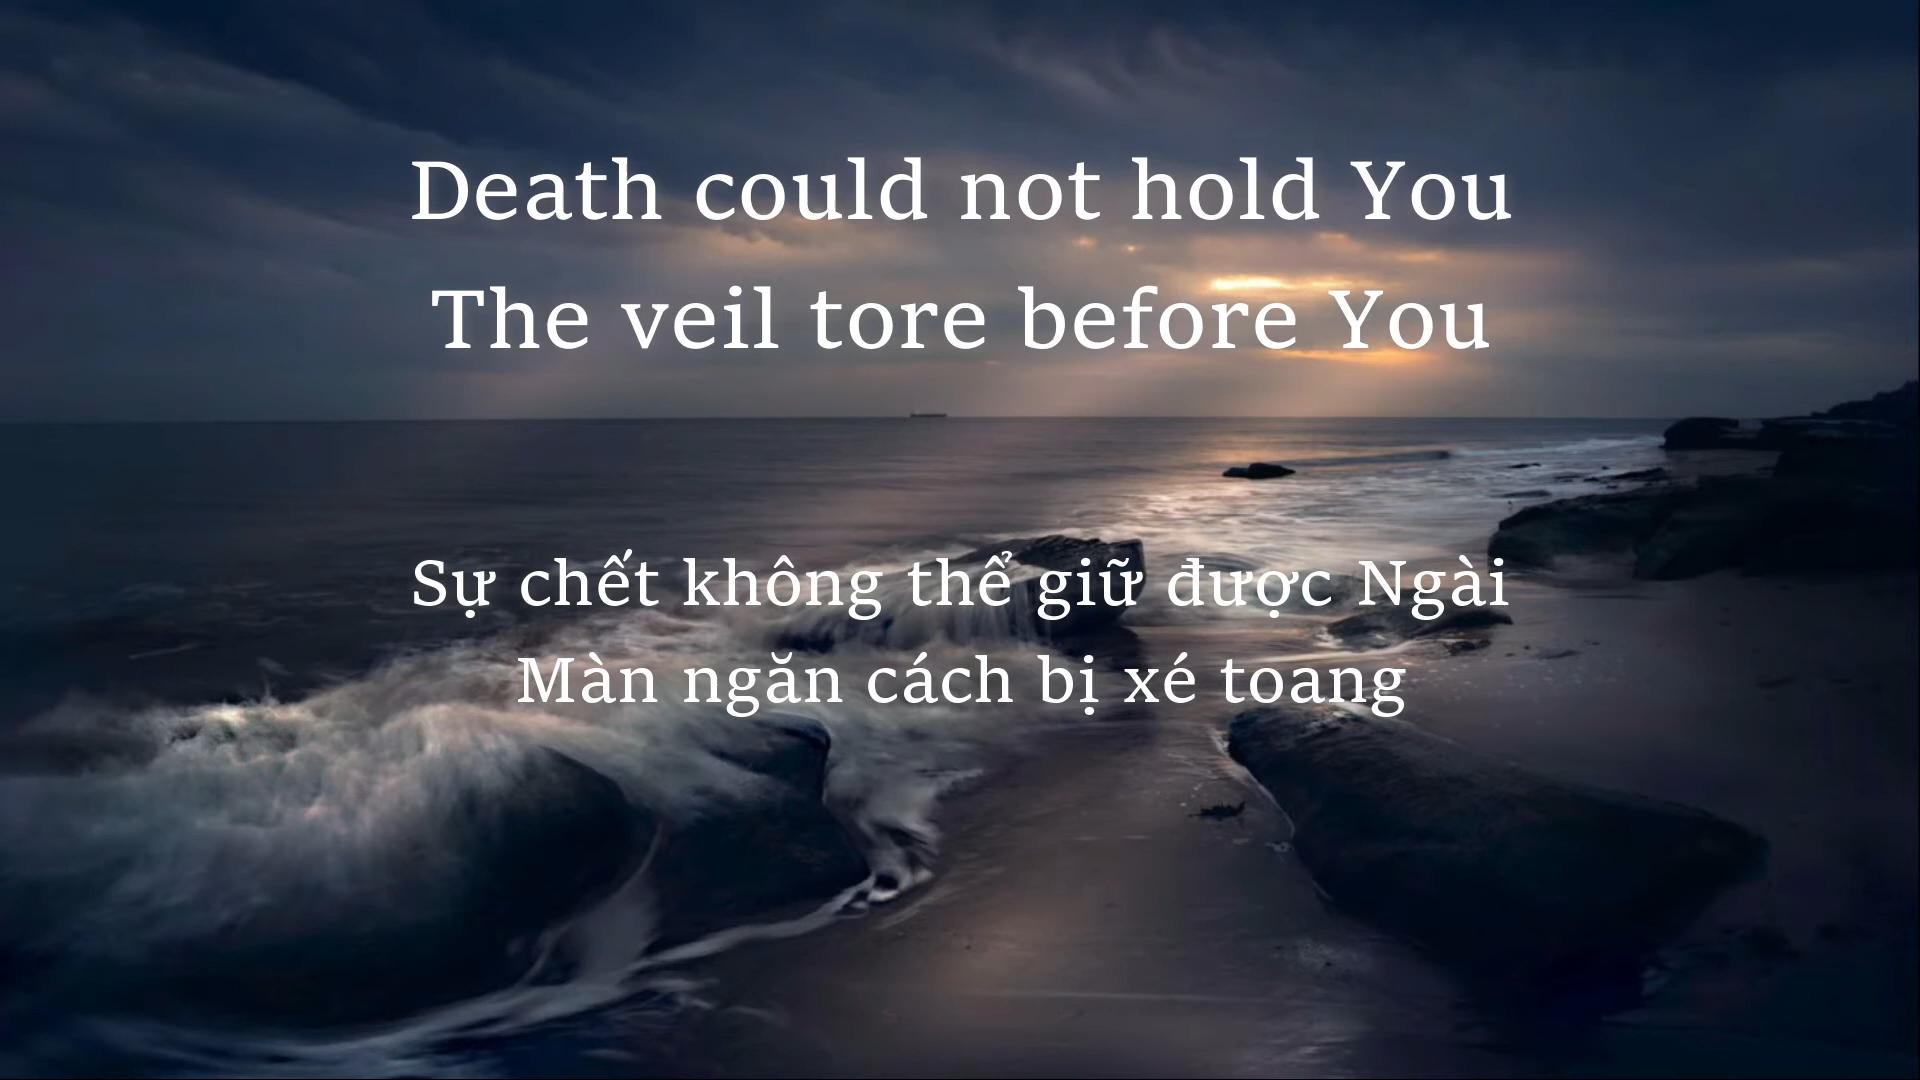 Death could not hold You
The veil tore before You
Sự chết không thể giữ được Ngài
Màn ngăn cách bị xé toang